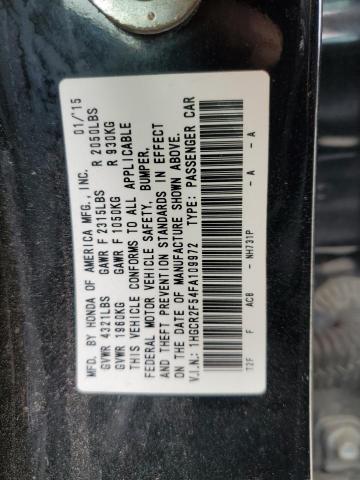 MFD. BY HONDA OF AMERICA MFG., INC. 01/'15
GVWR 4321LBS GAWR F 2315LBS R 2050LBS
GVWR 1960KG GAWR F 1050KG R 930KG
THIS VEHICLE CONFORMS TO ALL APPLICABLE
FEDERAL MOTOR VEHICLE SAFETY, BUMPER,
AND THEFT PREVENTION STANDARDS IN EFFECT
ON THE DATE OF MANUFACTURE SHOWN ABOVE.
V.I.N.: 1HGCR2F54FA109972 TYPE: PASSENGER CAR
T2F F AC8 - NH731P - A - A